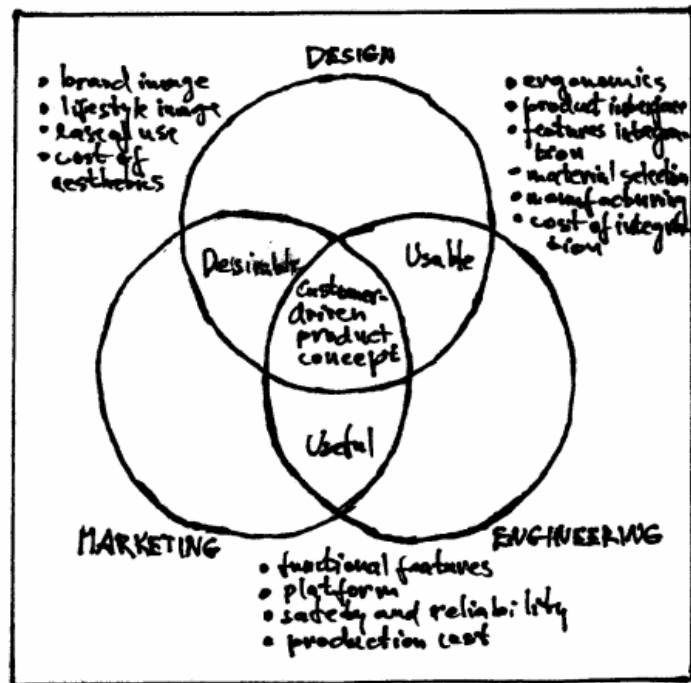 DESIGN
• brand image
• lifestyle image
• ease of use
• cost of
aesthetics
• ergonomics
• product interface
• features integra-
tion
• material selection
• manufacturing
• cost of integra-
tion
Desirable
Usable
Customer-
driven
product
concept
Useful
MARKETING
ENGINEERING
• functional features
• platform
• safety and reliability
• production cost